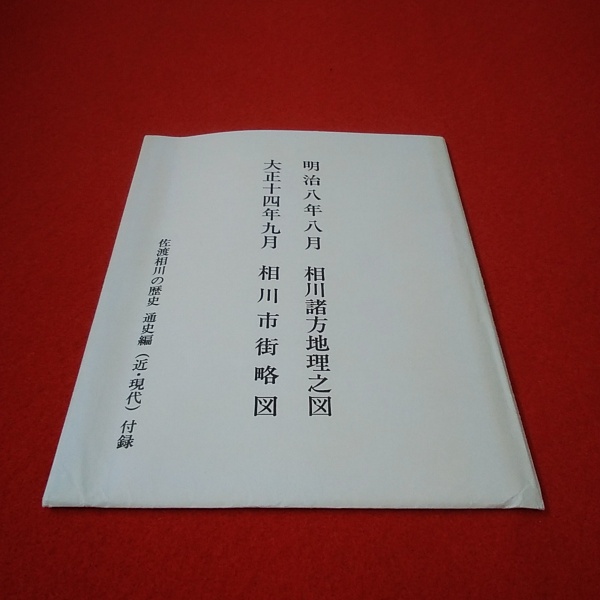 明治八年八月 相川諸方地理之図
大正十四年九月 相川市街略図
佐渡相川の歴史 通史編（近・現代）付録